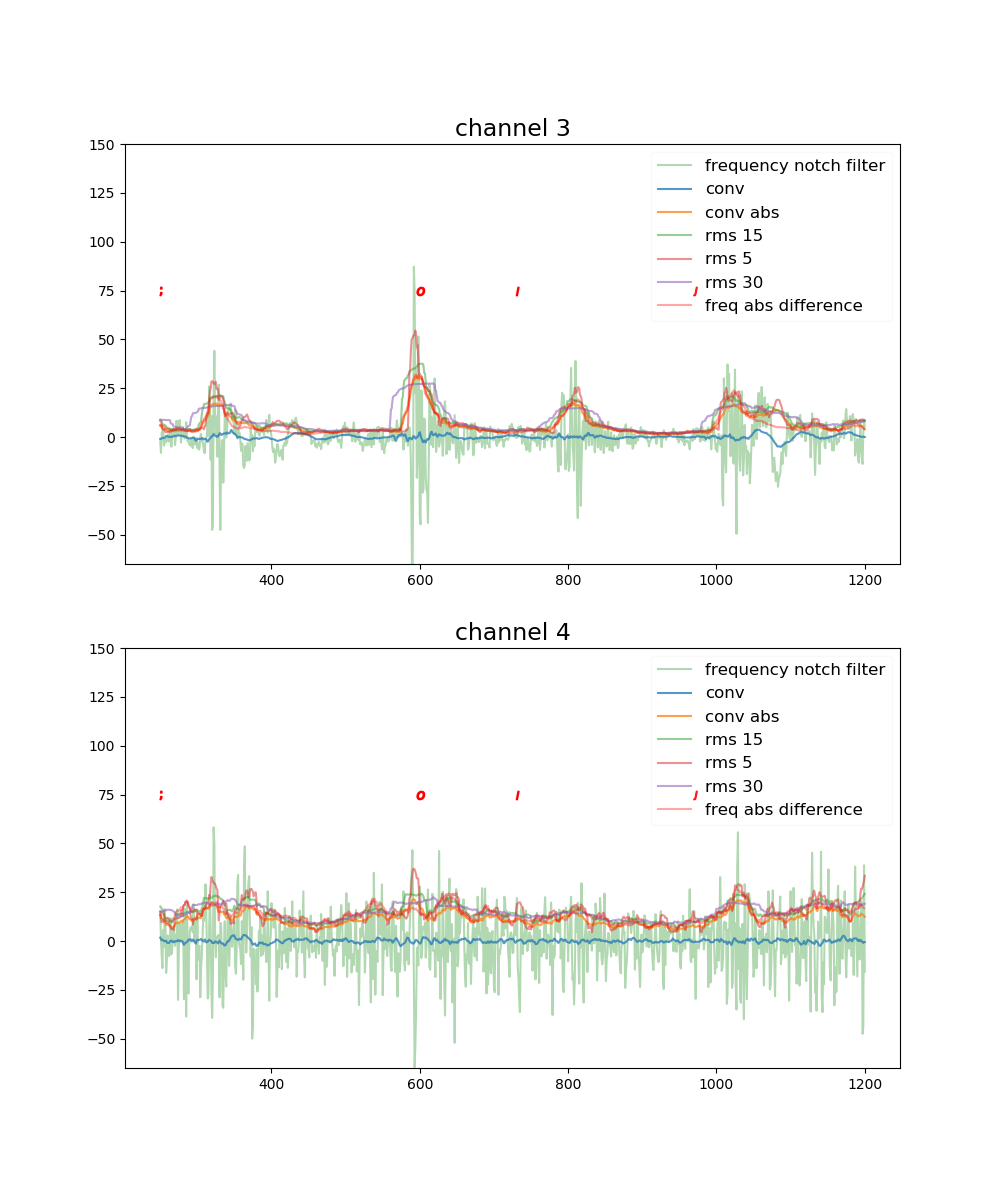 channel 3
150
125
100
75
50
25
0
−25
−50
400
600
800
1000
1200
frequency notch filter
conv
conv abs
rms 15
rms 5
rms 30
freq abs difference
;
o
channel 4
150
125
100
75
50
25
0
−25
−50
400
600
800
1000
1200
frequency notch filter
conv
conv abs
rms 15
rms 5
rms 30
freq abs difference
;
o